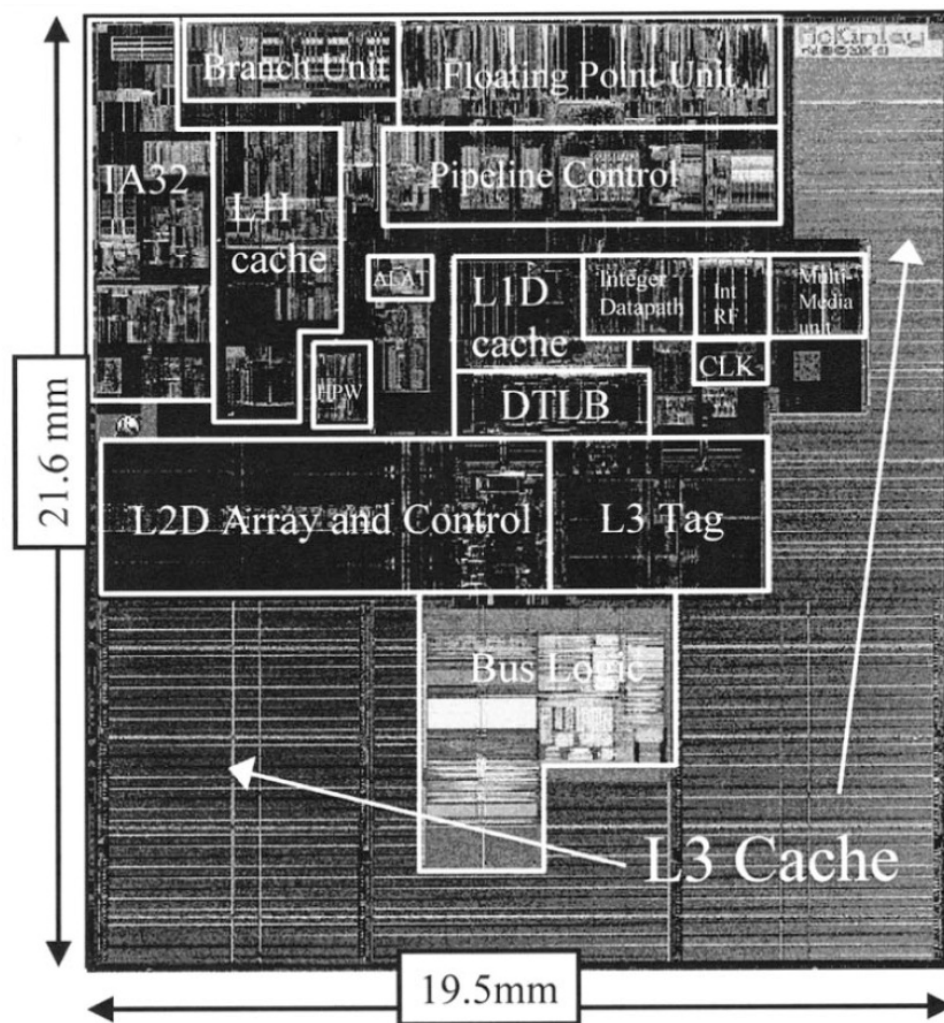 McKinley
Branch Unit
Floating Point Unit
IA32
L1I
cache
Pipeline Control
ALAT
L1D
cache
Integer
Datapath
Int
RF
Multi-
Media
unit
HPW
CLK
DTLB
21.6 mm
L2D Array and Control
L3 Tag
Bus Logic
L3 Cache
19.5mm